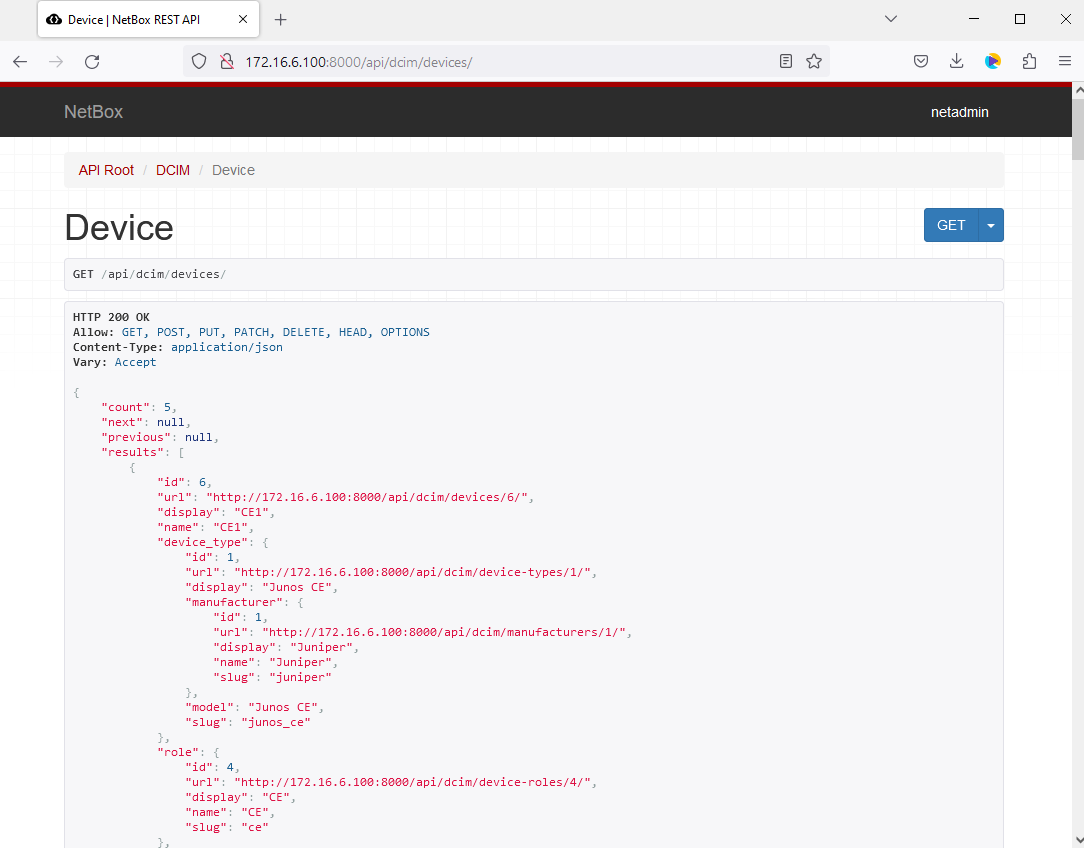 Device | NetBox REST API
172.16.6.100:8000/api/dcim/devices/
NetBox
netadmin
API Root / DCIM / Device
Device
GET
GET /api/dcim/devices/
HTTP 200 OK
Allow: GET, POST, PUT, PATCH, DELETE, HEAD, OPTIONS
Content-Type: application/json
Vary: Accept
{
    "count": 5,
    "next": null,
    "previous": null,
    "results": [
        {
            "id": 6,
            "url": "http://172.16.6.100:8000/api/dcim/devices/6/",
            "display": "CE1",
            "name": "CE1",
            "device_type": {
                "id": 1,
                "url": "http://172.16.6.100:8000/api/dcim/device-types/1/",
                "display": "Junos CE",
                "manufacturer": {
                    "id": 1,
                    "url": "http://172.16.6.100:8000/api/dcim/manufacturers/1/",
                    "display": "Juniper",
                    "name": "Juniper",
                    "slug": "juniper"
                },
                "model": "Junos CE",
                "slug": "junos_ce"
            },
            "role": {
                "id": 4,
                "url": "http://172.16.6.100:8000/api/dcim/device-roles/4/",
                "display": "CE",
                "name": "CE",
                "slug": "ce"
            },